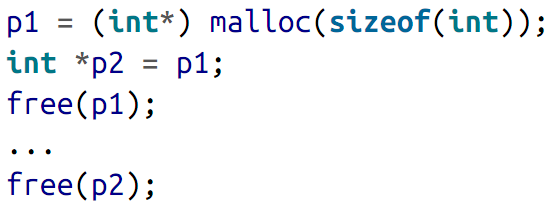 p1 = (int*) malloc(sizeof(int));
int *p2 = p1;
free(p1);
...
free(p2);